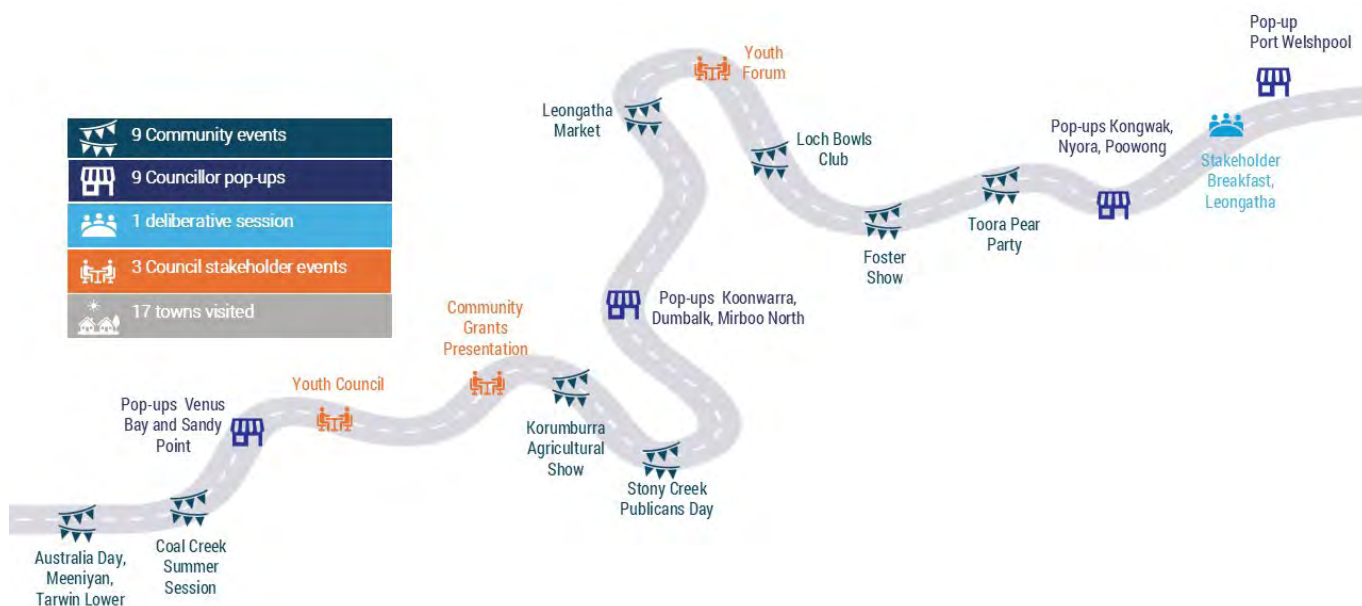 9 Community events
9 Councillor pop-ups
1 deliberative session
3 Council stakeholder events
17 towns visited
Australia Day,
Meeniyan,
Tarwin Lower
Coal Creek
Summer
Session
Pop-ups Venus
Bay and Sandy
Point
Youth Council
Community
Grants
Presentation
Korumburra
Agricultural
Show
Stony Creek
Publicans Day
Pop-ups Koonwarra,
Dumbalk, Mirboo North
Leongatha
Market
Youth
Forum
Loch Bowls
Club
Foster
Show
Toora Pear
Party
Pop-ups Kongwak,
Nyora, Poowong
Stakeholder
Breakfast,
Leongatha
Pop-up
Port Welshpool